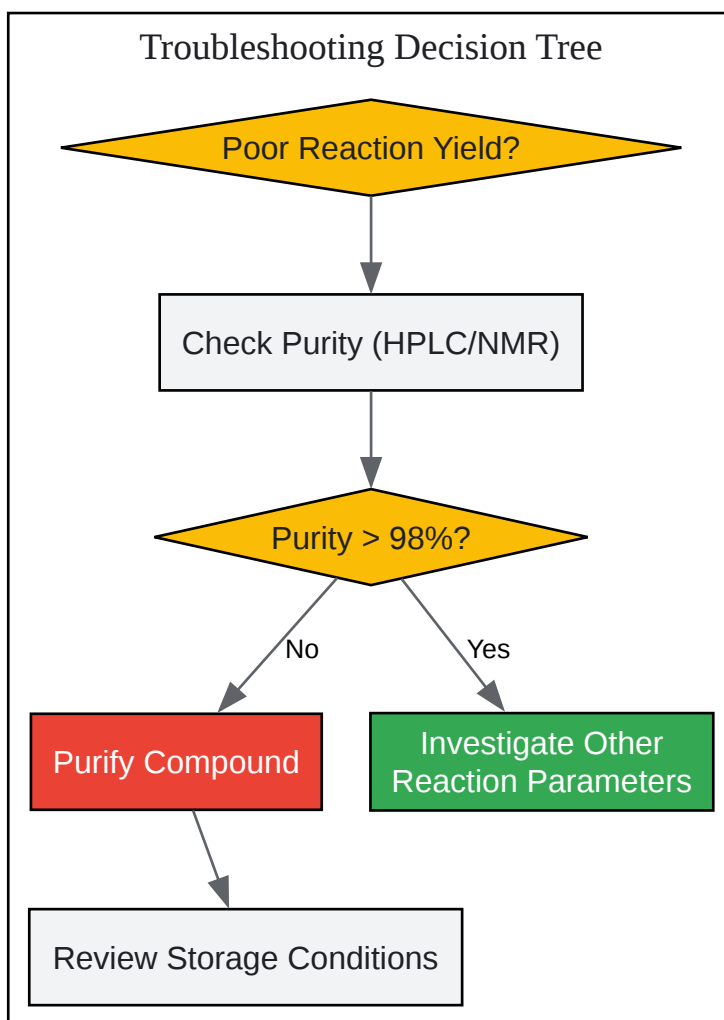 Troubleshooting Decision Tree
Poor Reaction Yield?
Check Purity (HPLC/NMR)
Purity > 98%?
No
Yes
Purify Compound
Investigate Other
Reaction Parameters
Review Storage Conditions